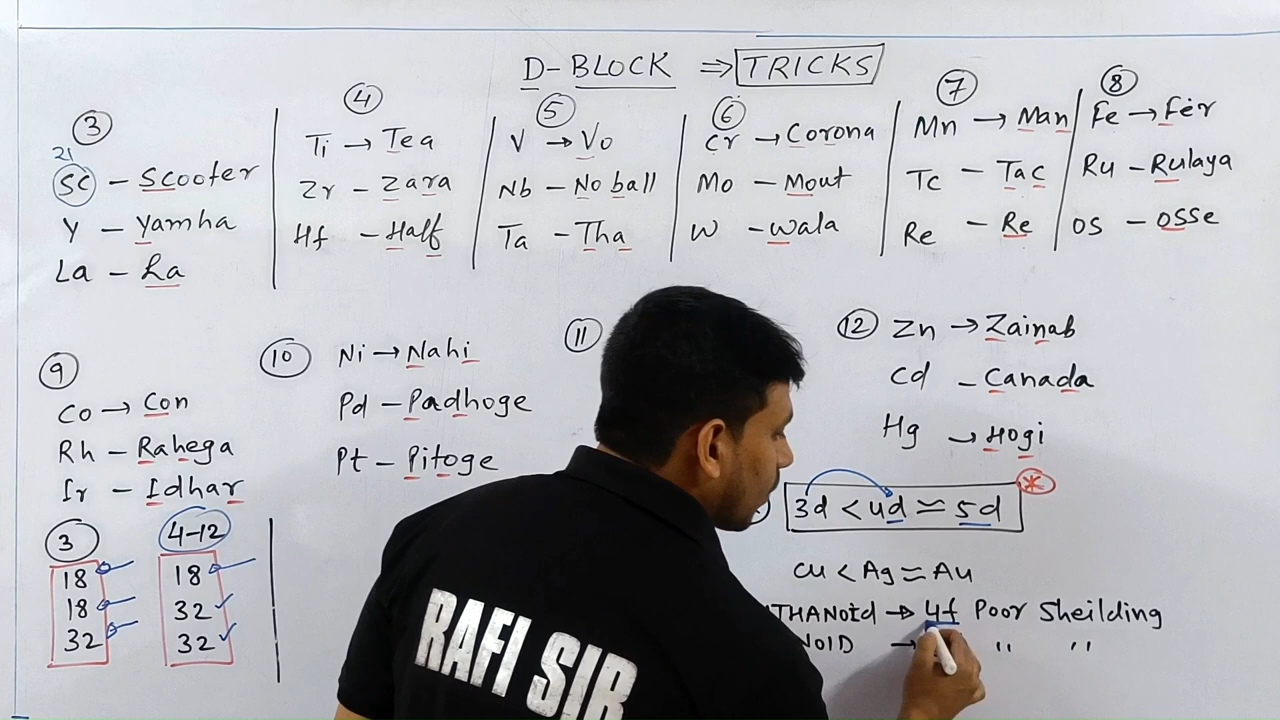 D-BLOCK ⇒ TRICKS
3
21
Sc - Scooter
Y - Yamha
La - La
4
Ti → Tea
Zr - Zara
Hf - Half
5
V → Vo
Nb - No ball
Ta - Tha
6
Cr → Corona
Mo - Mout
W - Wala
7
Mn → Man
Tc - Tac
Re - Re
8
Fe → Fer
Ru - Rulaya
OS - OSSe
9
Co → Con
Rh - Rahega
Ir - Idhar
10
Ni → Nahi
Pd - Padhoge
Pt - Pitoge
11
12
Zn → Zainab
Cd - Canada
Hg → Hogi
3
18
18
32
4-12
18
32
32
3d < 4d ≃ 5d
*
Cu < Ag ≃ Au
THANOID → 4f Poor Sheilding
NOID → " "
RAFI SIR